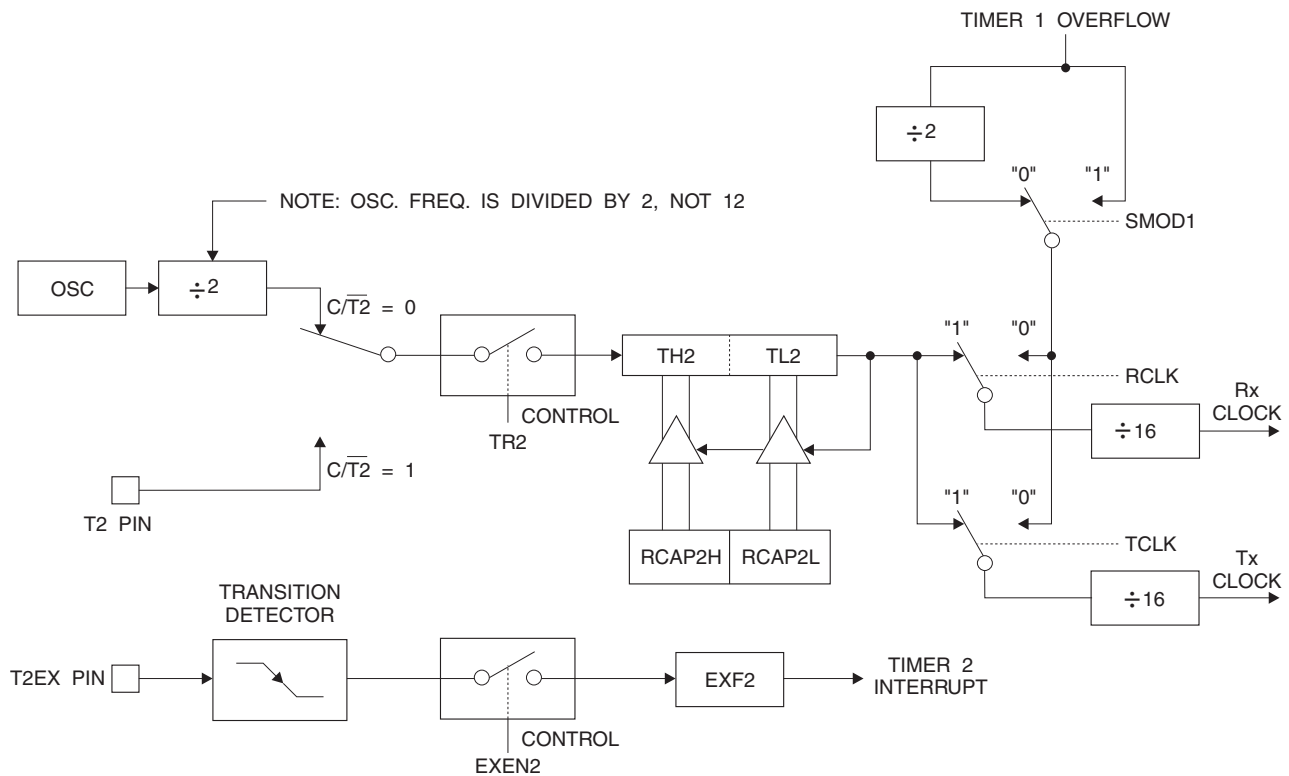 TIMER 1 OVERFLOW
÷2
"0" "1"
NOTE: OSC. FREQ. IS DIVIDED BY 2, NOT 12
SMOD1
OSC
÷2
C/T̅2̅ = 0
TH2 TL2
"1" "0"
RCLK
Rx
CLOCK
CONTROL
TR2
÷16
C/T̅2̅ = 1
T2 PIN
"1" "0"
RCAP2H RCAP2L
TCLK
Tx
CLOCK
÷16
TRANSITION
DETECTOR
T2EX PIN
EXF2
TIMER 2
INTERRUPT
CONTROL
EXEN2